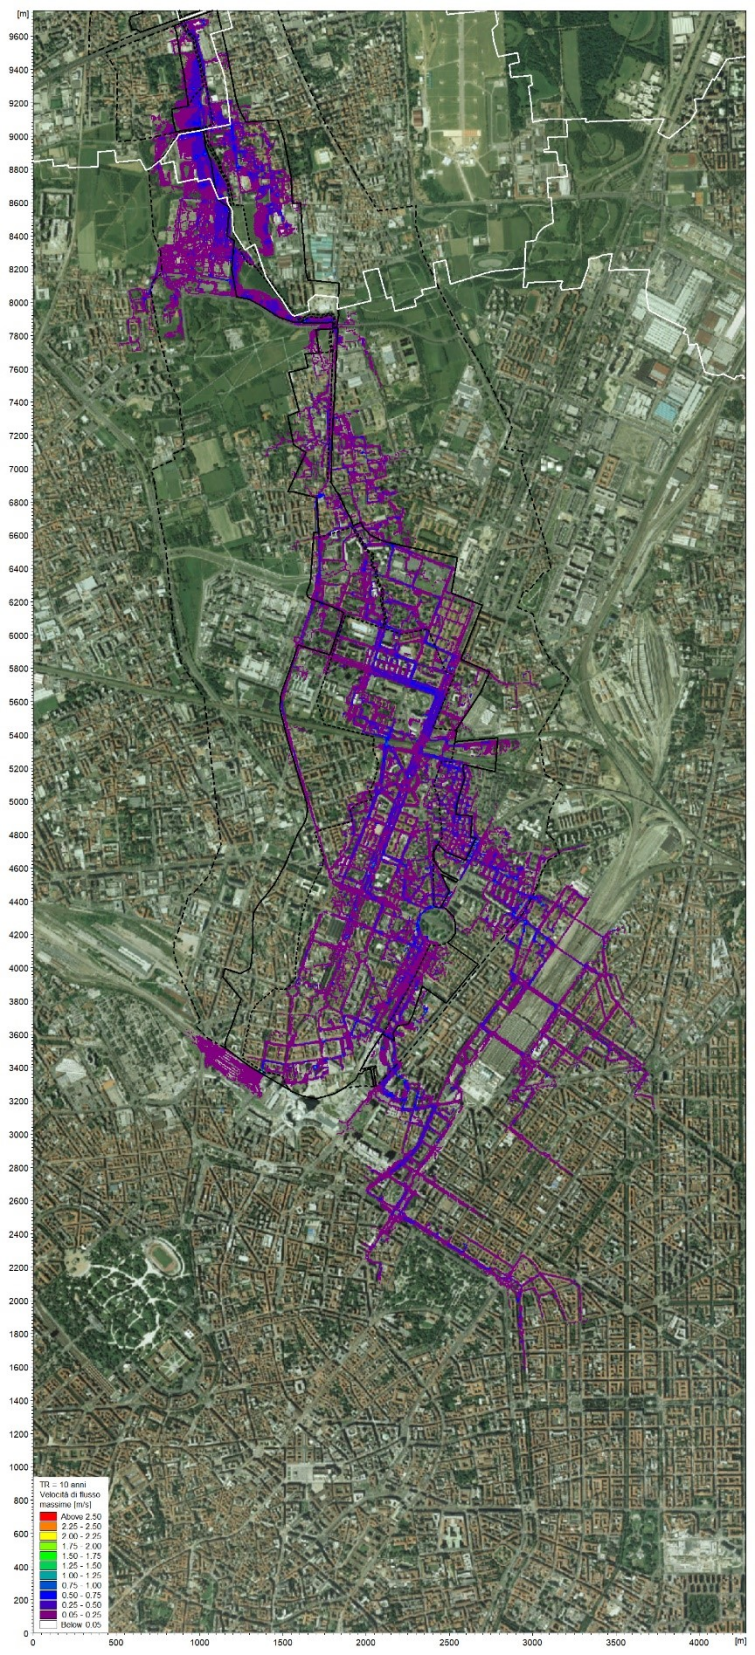 [m]
9600
9400
9200
9000
8800
8600
8400
8200
8000
7800
7600
7400
7200
7000
6800
6600
6400
6200
6000
5800
5600
5400
5200
5000
4800
4600
4400
4200
4000
3800
3600
3400
3200
3000
2800
2600
2400
2200
2000
1800
1600
1400
1200
1000
800
600
400
200
0
TR = 10 anni
Velocità di flusso
massime [m/s]
Above 2.50
2.25 - 2.50
2.00 - 2.25
1.75 - 2.00
1.50 - 1.75
1.25 - 1.50
1.00 - 1.25
0.75 - 1.00
0.50 - 0.75
0.25 - 0.50
0.05 - 0.25
Below 0.05
0 500 1000 1500 2000 2500 3000 3500 4000 [m]